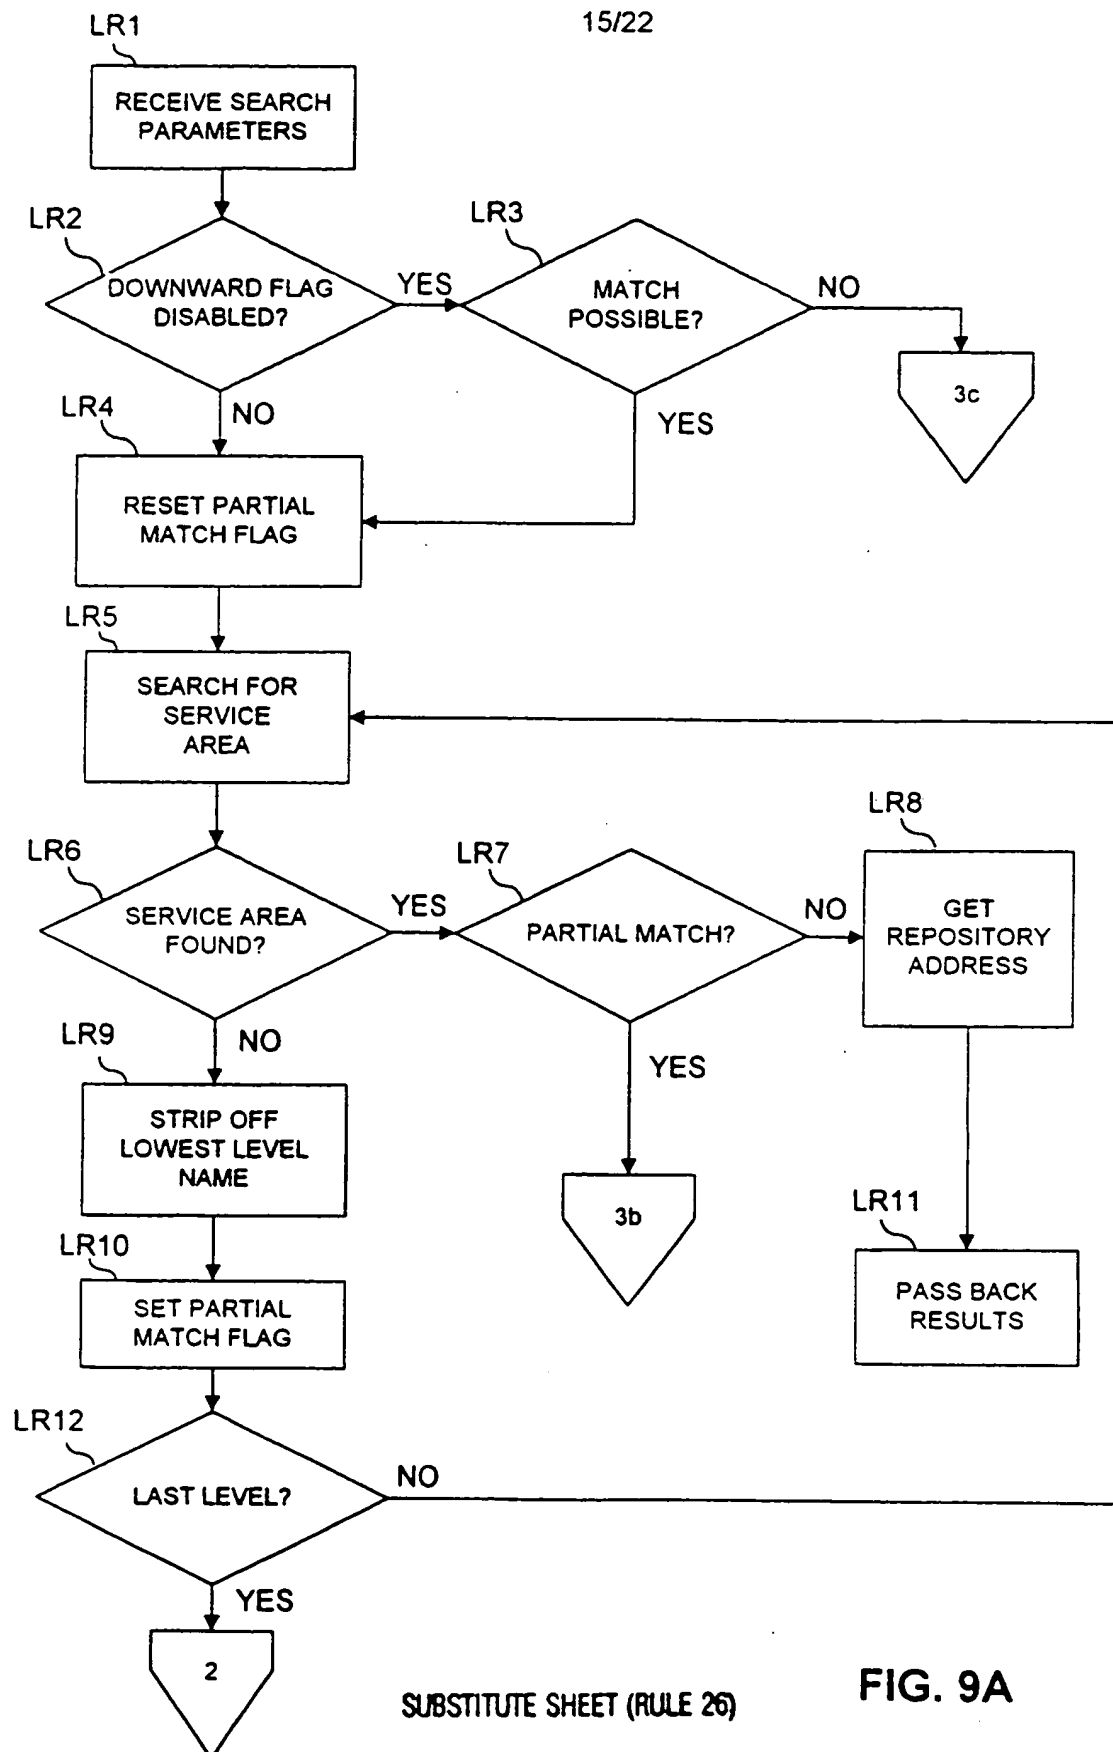 15/22
LR1
RECEIVE SEARCH
PARAMETERS
LR2
DOWNWARD FLAG
DISABLED?
YES
LR3
MATCH
POSSIBLE?
NO
3c
NO
YES
LR4
RESET PARTIAL
MATCH FLAG
LR5
SEARCH FOR
SERVICE
AREA
LR6
SERVICE AREA
FOUND?
YES
LR7
PARTIAL MATCH?
NO
LR8
GET
REPOSITORY
ADDRESS
NO
YES
LR9
STRIP OFF
LOWEST LEVEL
NAME
3b
LR11
PASS BACK
RESULTS
LR10
SET PARTIAL
MATCH FLAG
LR12
LAST LEVEL?
NO
YES
2
SUBSTITUTE SHEET (RULE 26)
FIG. 9A